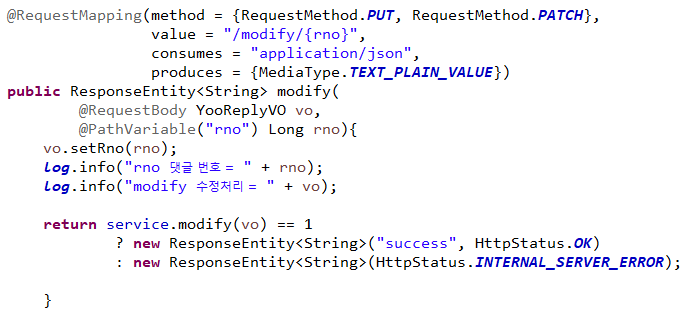 @RequestMapping(method = {RequestMethod.PUT, RequestMethod.PATCH},
                value = "/modify/{rno}",
                consumes = "application/json",
                produces = {MediaType.TEXT_PLAIN_VALUE})
public ResponseEntity<String> modify(
        @RequestBody YooReplyVO vo,
        @PathVariable("rno") Long rno){
    vo.setRno(rno);
    log.info("rno 댓글 번호 = " + rno);
    log.info("modify 수정처리 = " + vo);
    return service.modify(vo) == 1
            ? new ResponseEntity<String>("success", HttpStatus.OK)
            : new ResponseEntity<String>(HttpStatus.INTERNAL_SERVER_ERROR);
    }